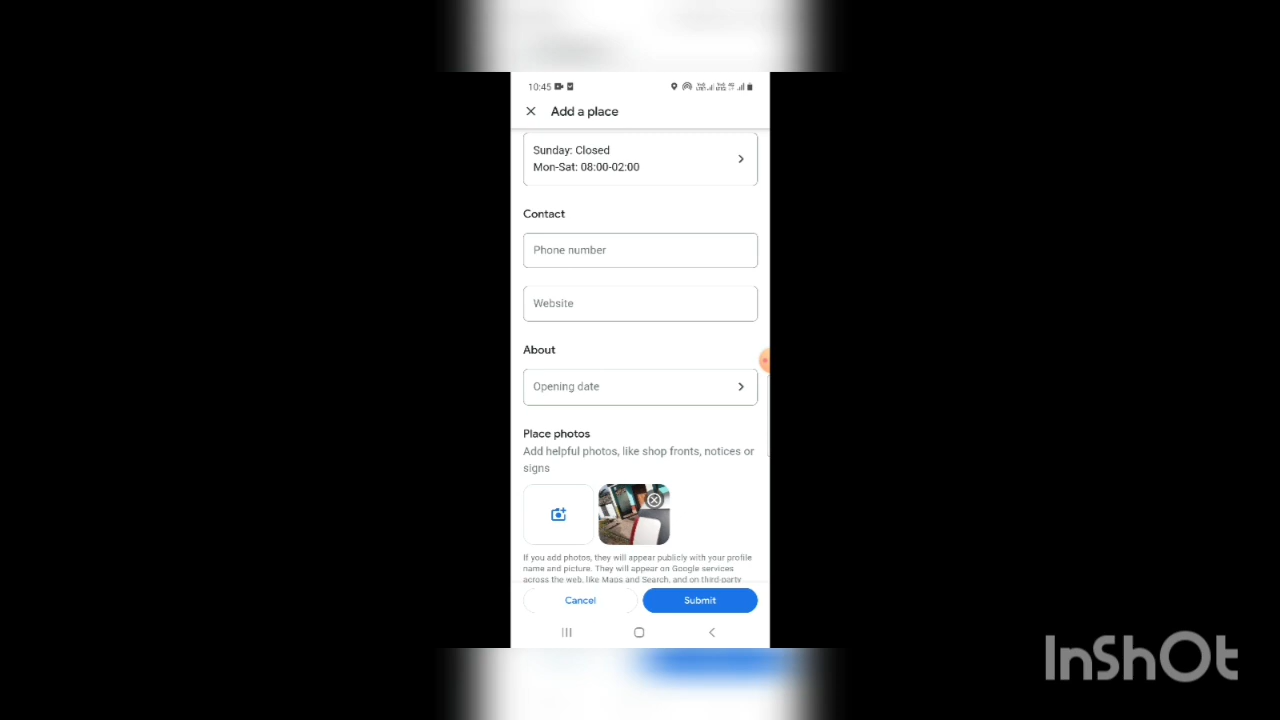 10:45
Add a place
Sunday: Closed
Mon-Sat: 08:00-02:00
Contact
Phone number
Website
About
Opening date
Place photos
Add helpful photos, like shop fronts, notices or
signs
If you add photos, they will appear publicly with your profile
name and picture. They will appear on Google services
across the web, like Maps and Search, and on third-party
Cancel
Submit
InShOt